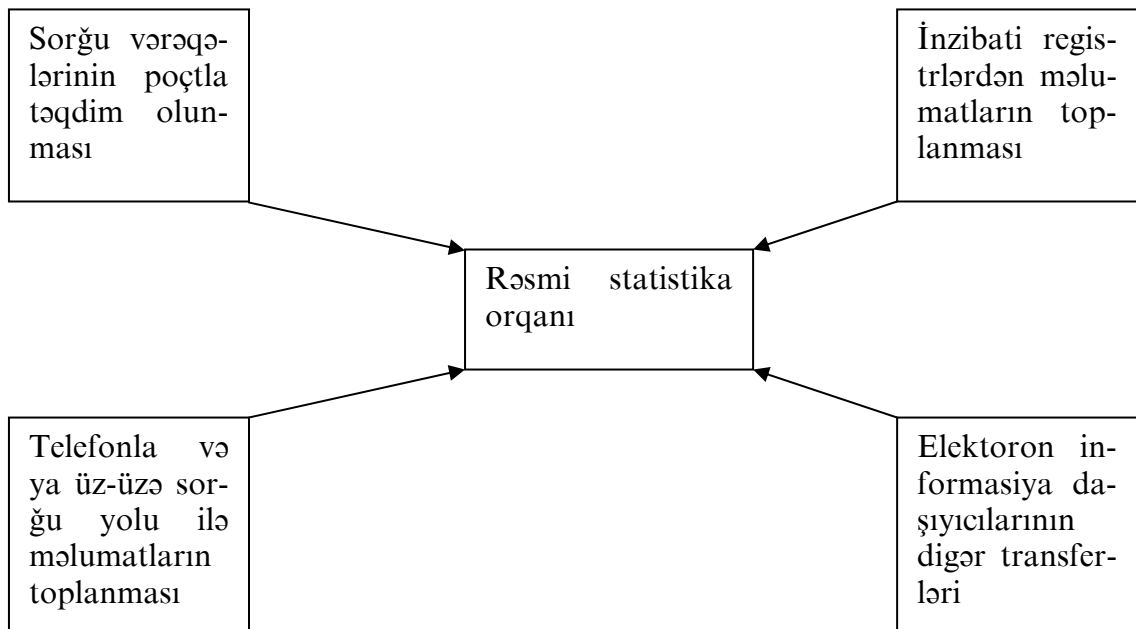 Sorğu vərəqə-
lərinin poçtla
təqdim olun-
ması
İnzibati regis-
trlərdən məlu-
matların top-
lanması
Rəsmi statistika
orqanı
Telefonla və
ya üz-üzə sor-
ğu yolu ilə
məlumatların
toplanması
Elektoron in-
formasiya da-
şıyıcılarının
digər transfer-
ləri